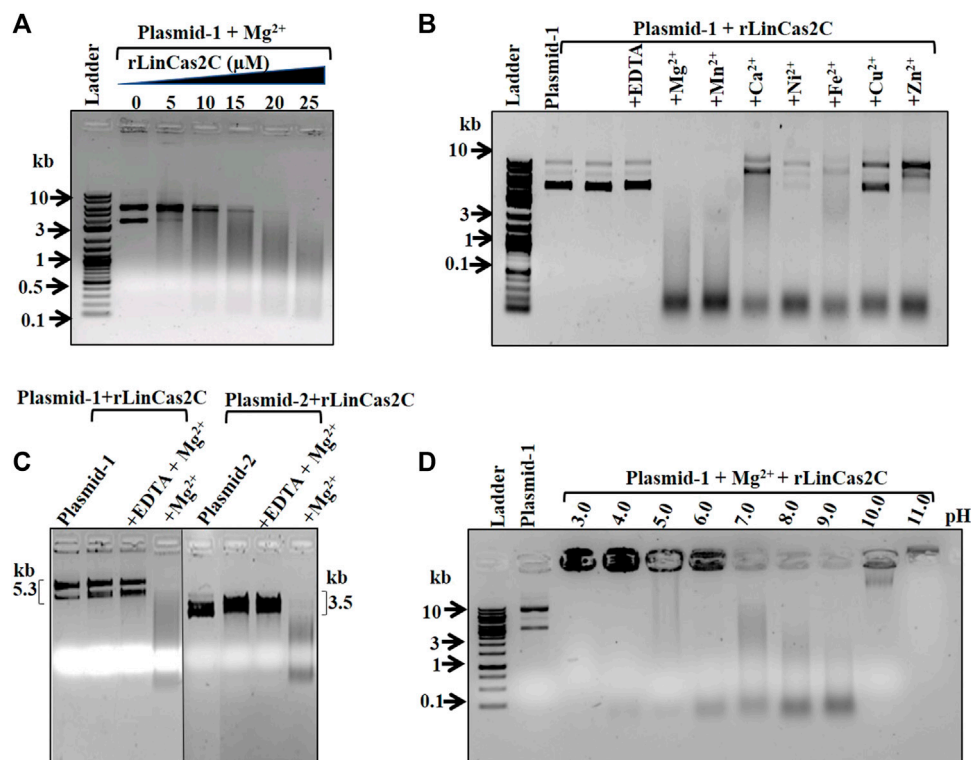 A
Plasmid-1 + Mg²⁺
rLinCas2C (µM)
Ladder
0 5 10 15 20 25
kb
10
3
1
0.5
0.1
B
Plasmid-1 + rLinCas2C
Ladder
Plasmid-1
+EDTA
+Mg²⁺
+Mn²⁺
+Ca²⁺
+Ni²⁺
+Fe²⁺
+Cu²⁺
+Zn²⁺
kb
10
3
1
0.1
C
Plasmid-1+rLinCas2C
Plasmid-2+rLinCas2C
Plasmid-1
+EDTA + Mg²⁺
+Mg²⁺
Plasmid-2
+EDTA + Mg²⁺
+Mg²⁺
kb
5.3
kb
3.5
D
Plasmid-1 + Mg²⁺ + rLinCas2C
Ladder
Plasmid-1
3.0 4.0 5.0 6.0 7.0 8.0 9.0 10.0 11.0 pH
kb
10
3
1
0.1